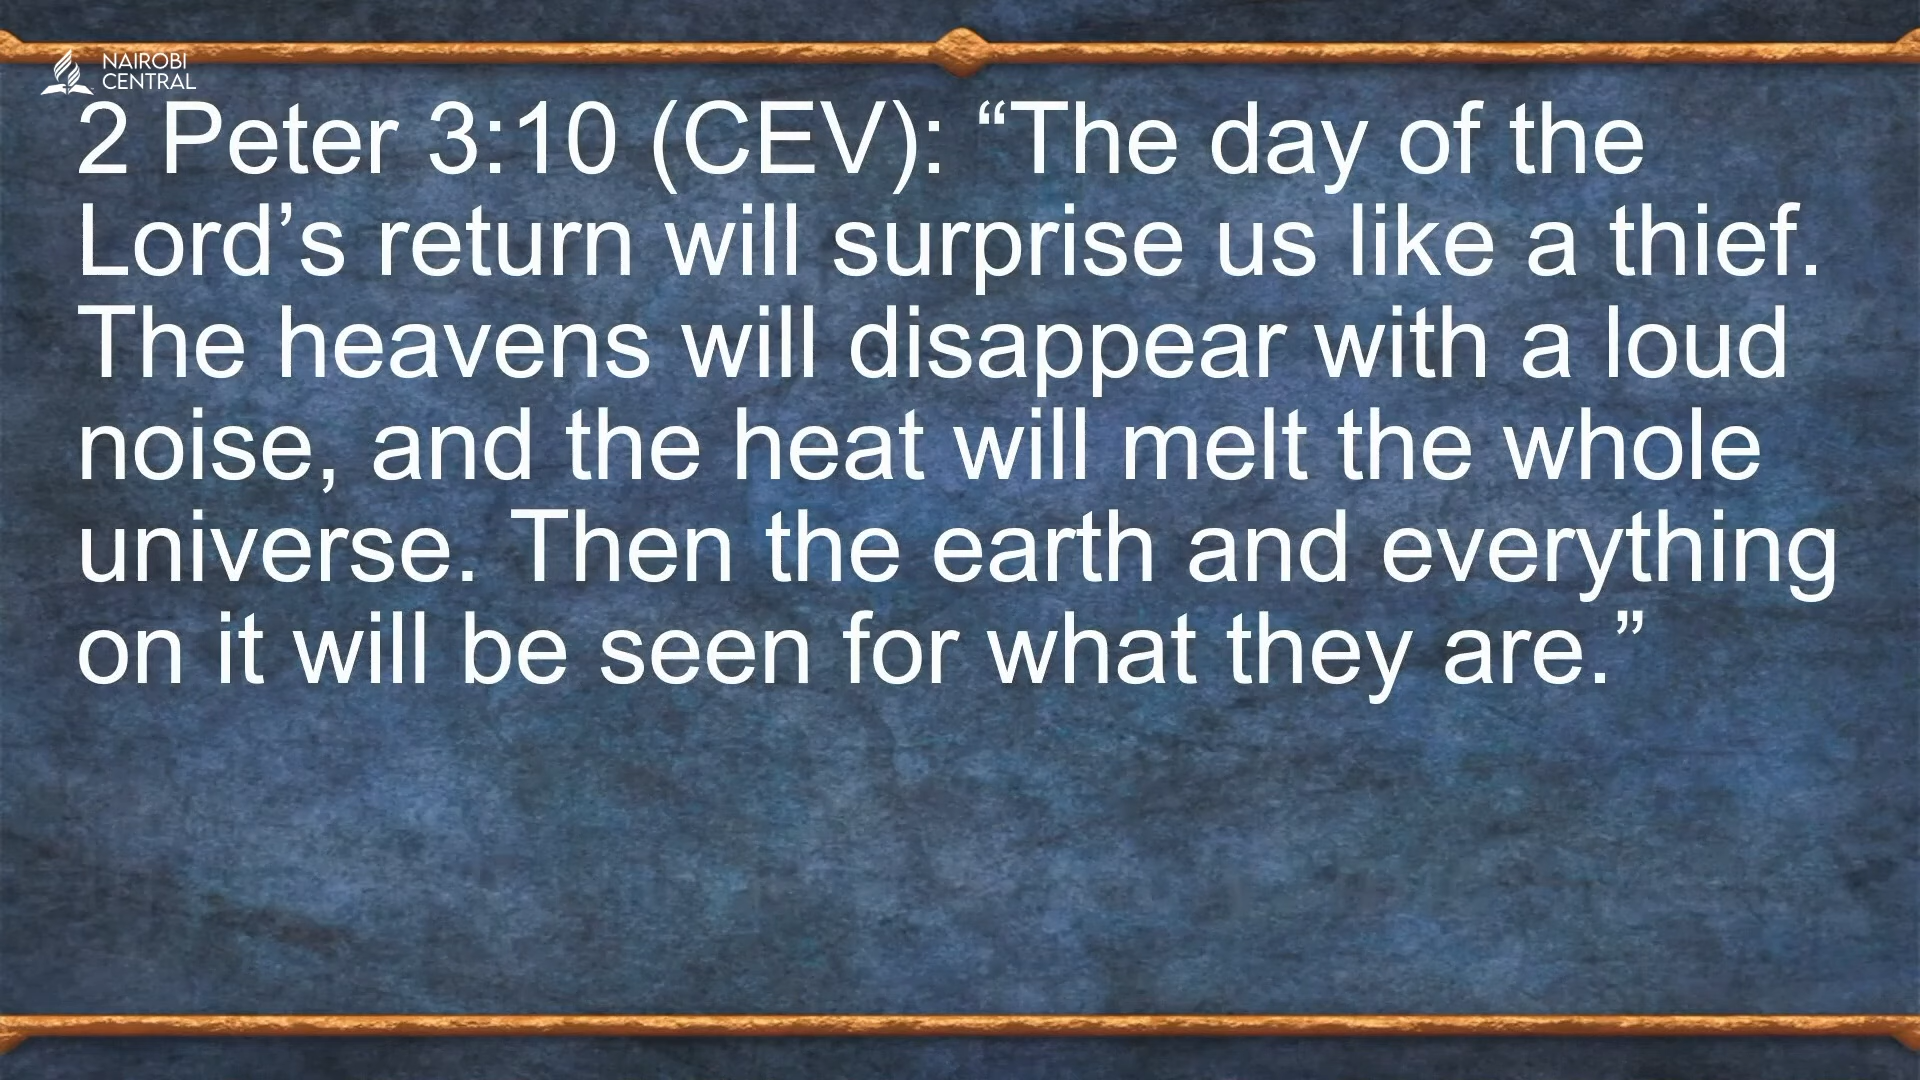 NAIROBI
CENTRAL
2 Peter 3:10 (CEV): “The day of the
Lord’s return will surprise us like a thief.
The heavens will disappear with a loud
noise, and the heat will melt the whole
universe. Then the earth and everything
on it will be seen for what they are.”